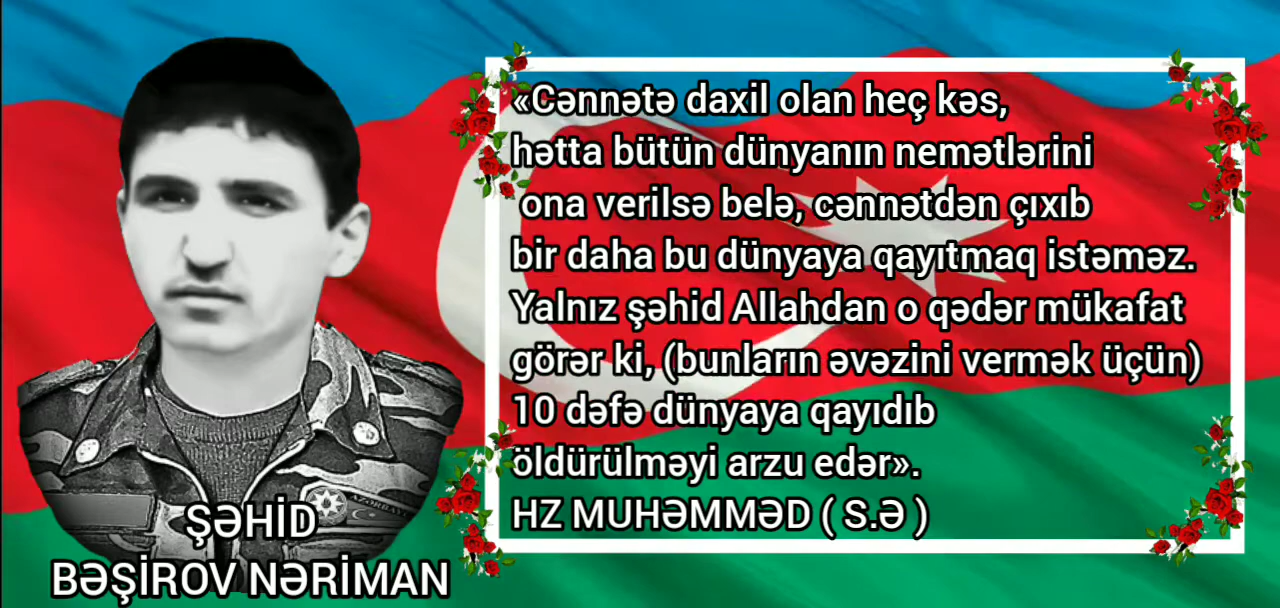 «Cənnətə daxil olan heç kəs,
hətta bütün dünyanın nemətlərini
ona verilsə belə, cənnətdən çıxıb
bir daha bu dünyaya qayıtmaq istəməz.
Yalnız şəhid Allahdan o qədər mükafat
görər ki, (bunların əvəzini vermək üçün)
10 dəfə dünyaya qayıdıb
öldürülməyi arzu edər».
HZ MUHƏMMƏD ( S.Ə )
AZƏRBAY
ŞƏHİD
BƏŞİROV NƏRİMAN